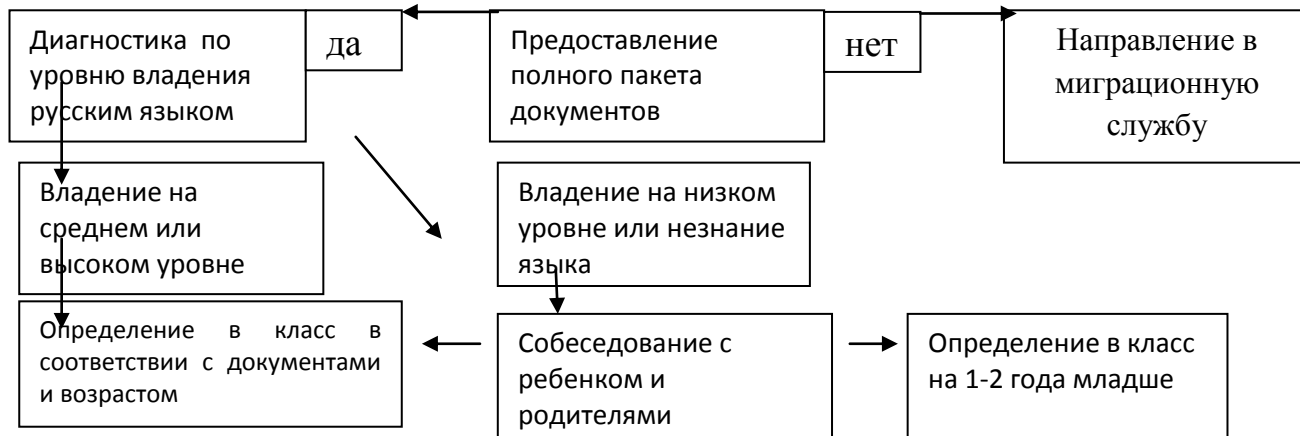 Диагностика по
уровню владения
русским языком
да
Предоставление
полного пакета
документов
нет
Направление в
миграционную
службу
Владение на
среднем или
высоком уровне
Владение на низком
уровне или незнание
языка
Определение в класс в
соответствии с документами
и возрастом
Собеседование с
ребенком и
родителями
Определение в класс
на 1-2 года младше